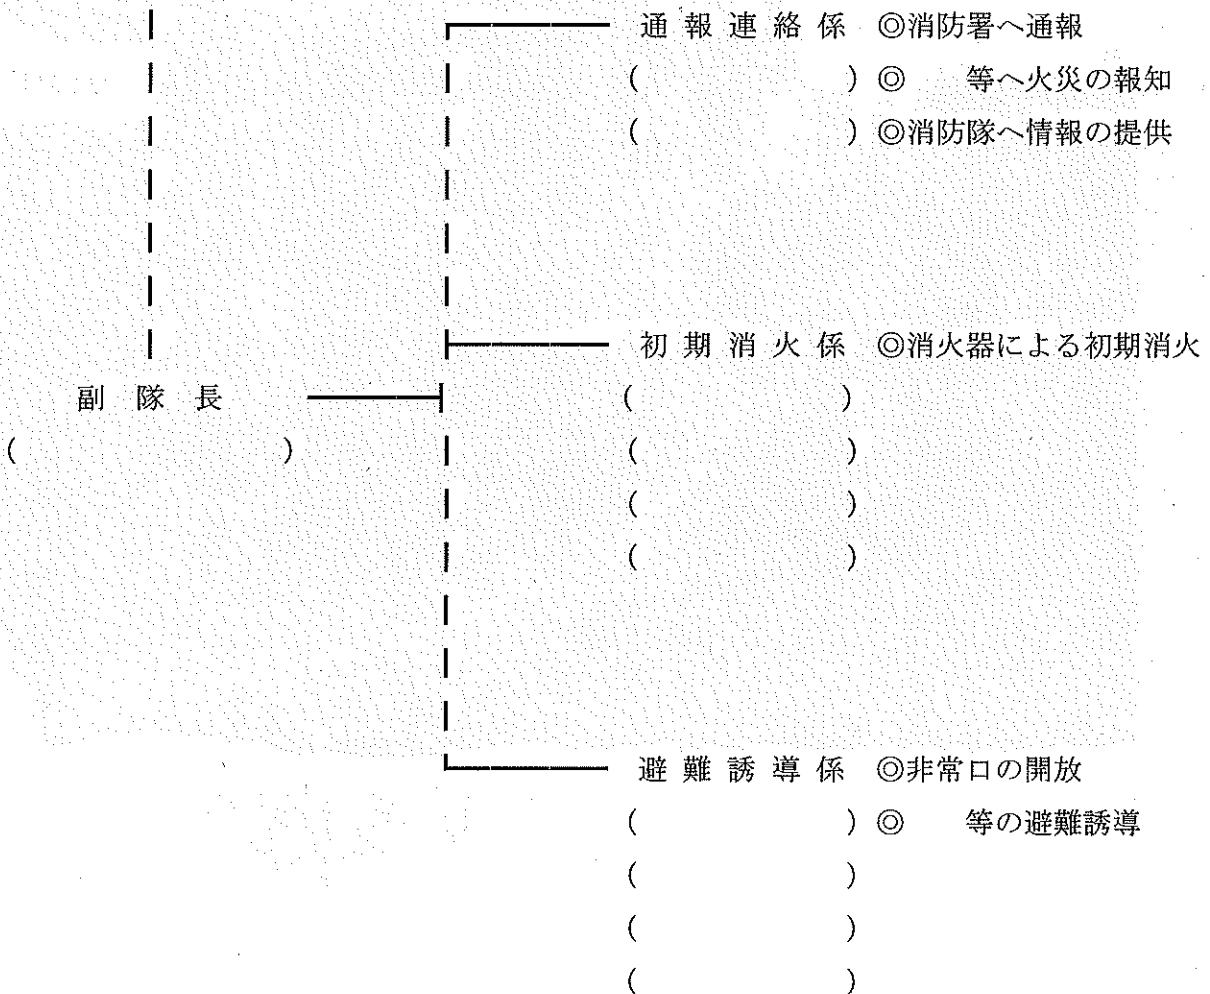 通報連絡係 ◎消防署へ通報
(　　　　　) ◎　　等へ火災の報知
(　　　　　) ◎消防隊へ情報の提供
初期消火係 ◎消火器による初期消火
副隊長 (　　　　　)
(　　　　　) (　　　　　)
(　　　　　)
(　　　　　)
避難誘導係 ◎非常口の開放
(　　　　　) ◎　　等の避難誘導
(　　　　　)
(　　　　　)
(　　　　　)